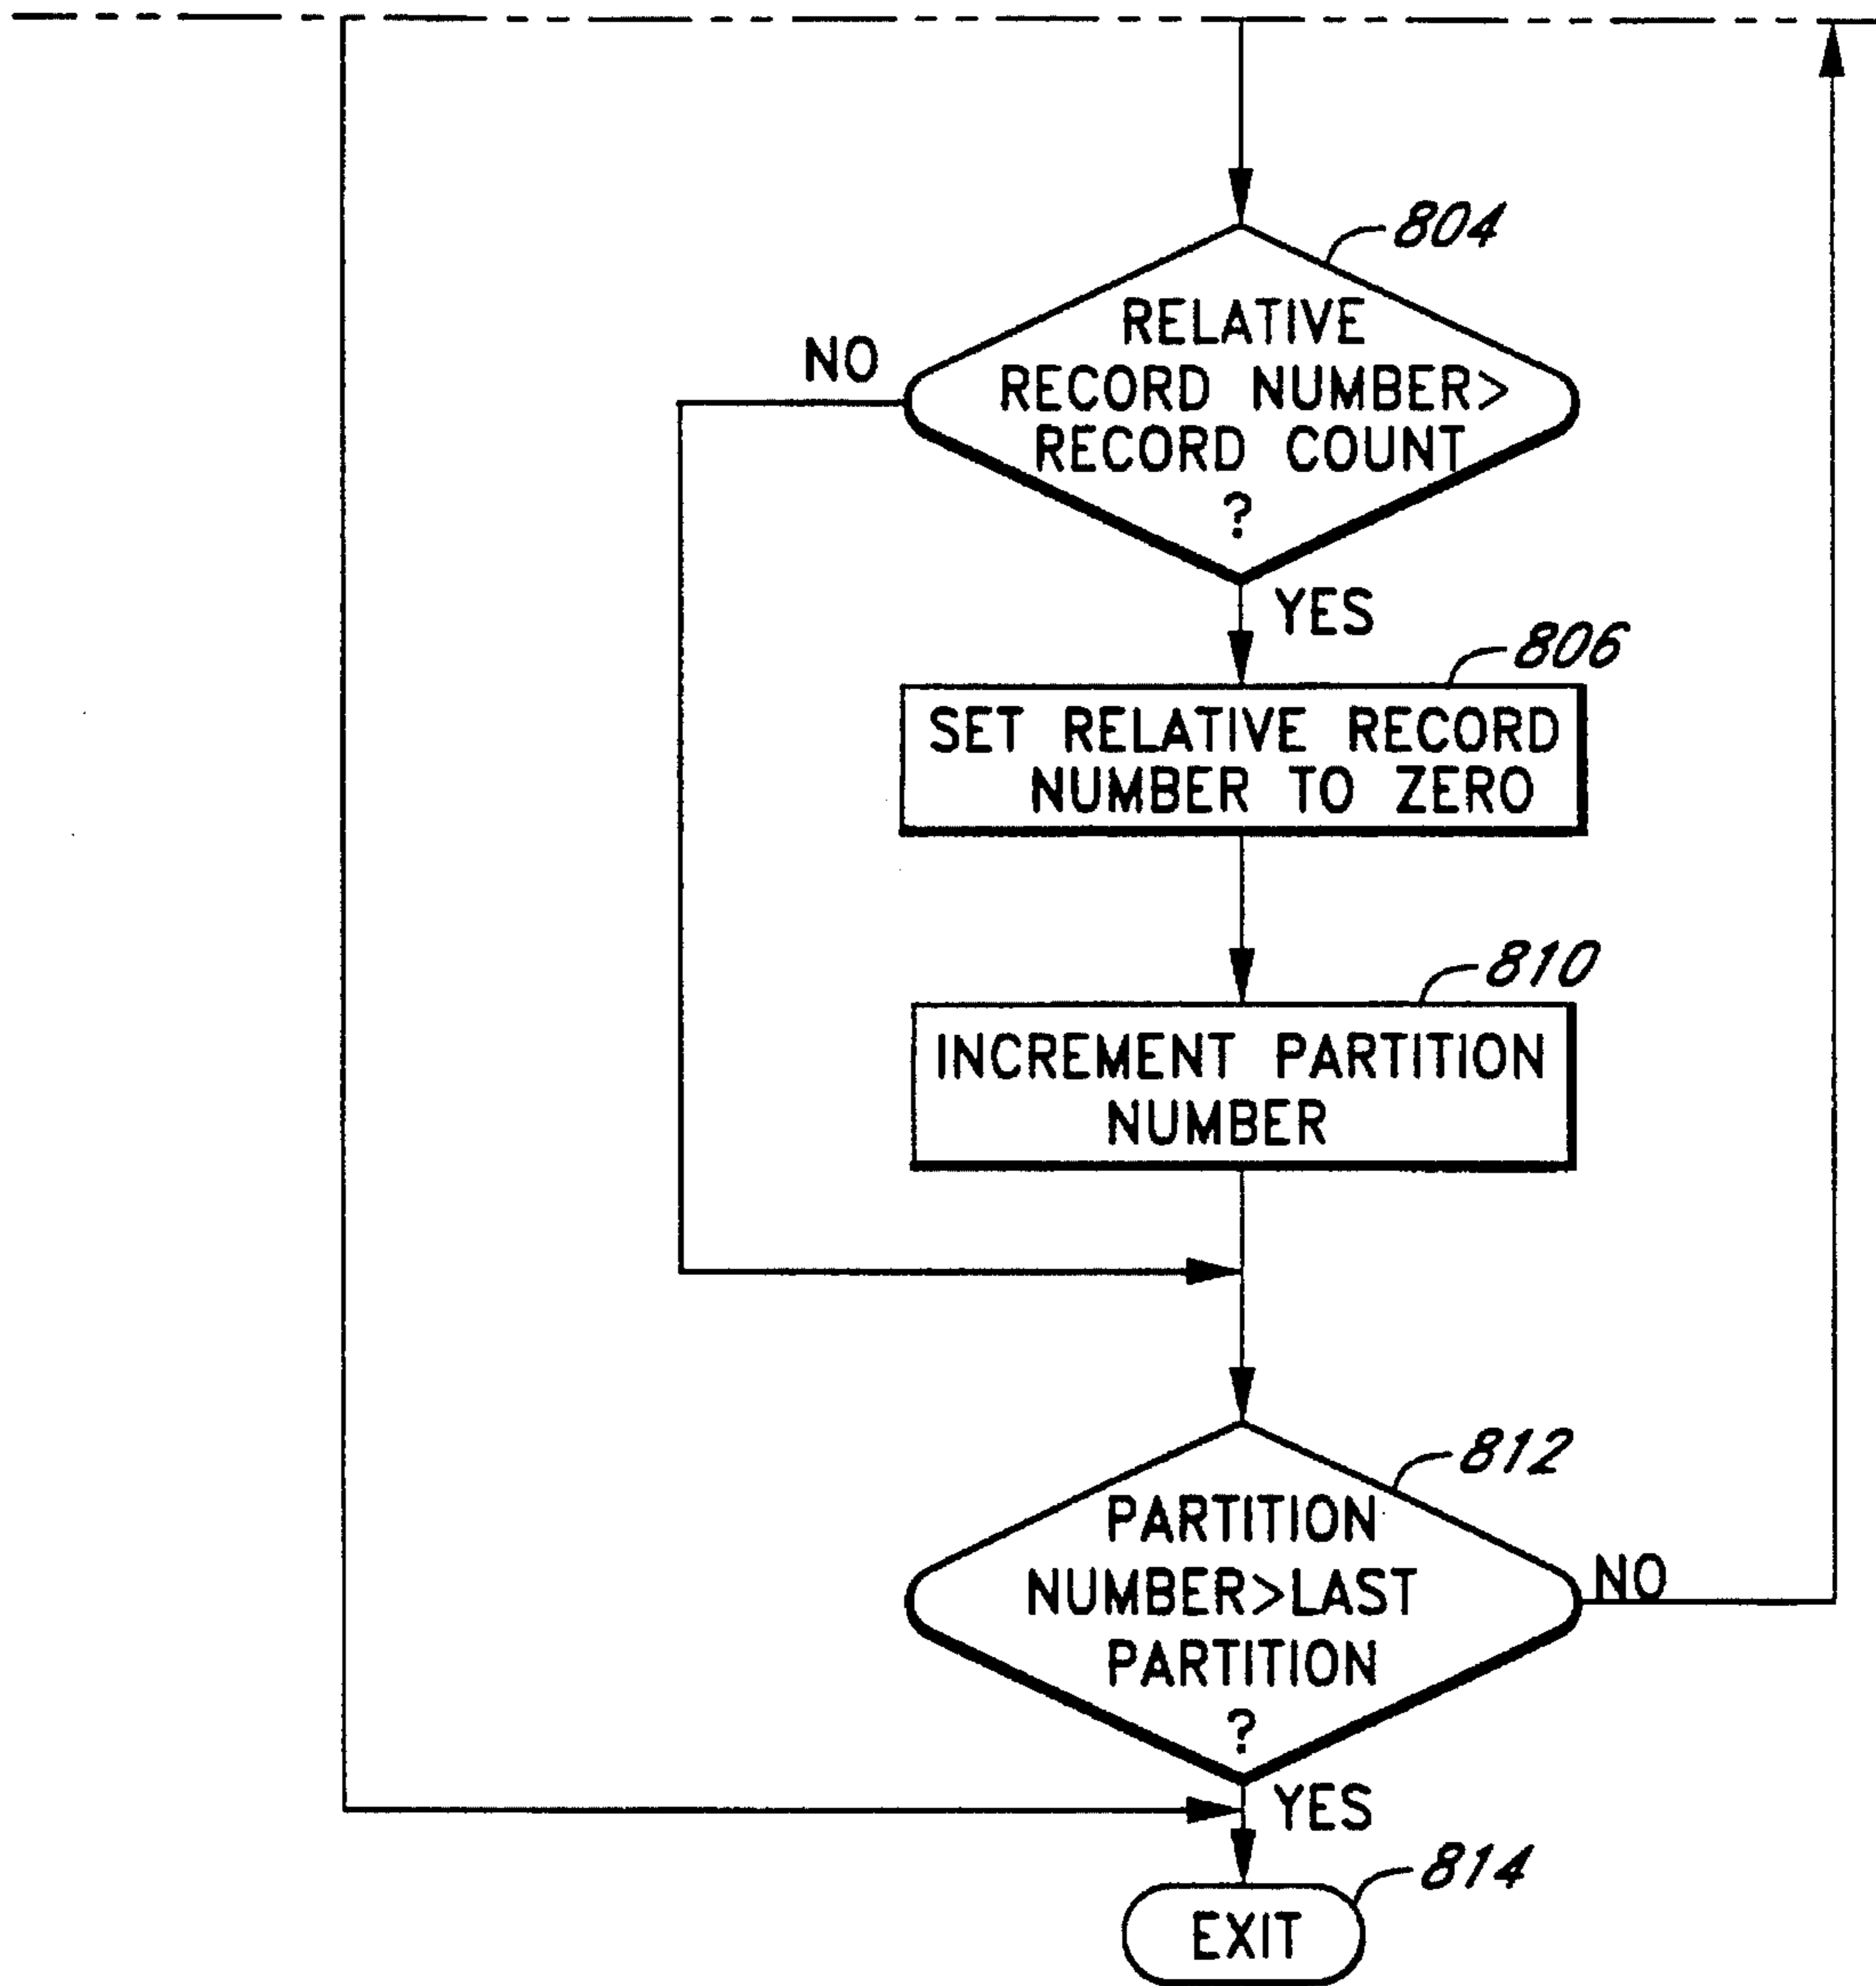 804
RELATIVE
RECORD NUMBER>
RECORD COUNT
?
NO
YES
806
SET RELATIVE RECORD
NUMBER TO ZERO
810
INCREMENT PARTITION
NUMBER
812
PARTITION
NUMBER>LAST
PARTITION
?
NO
YES
814
EXIT